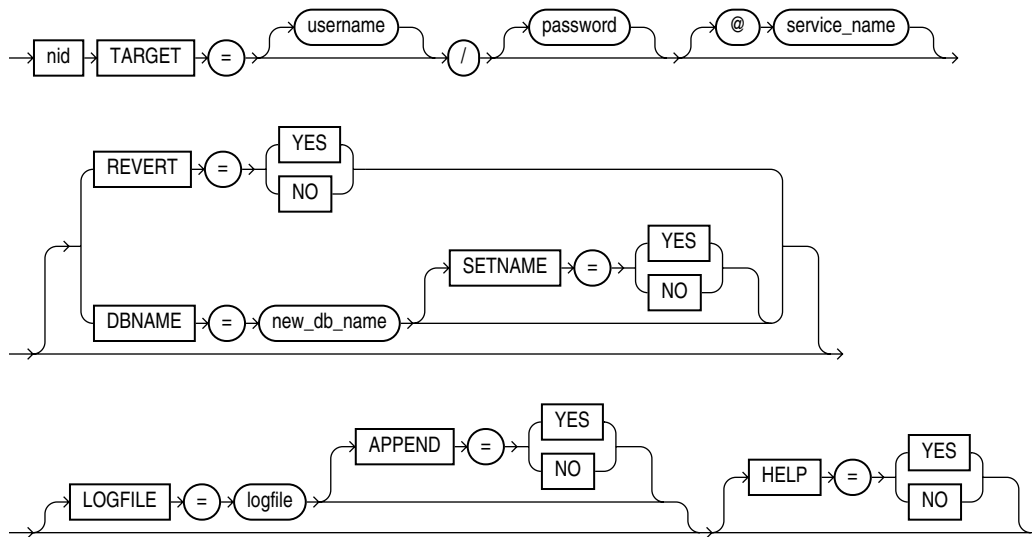 username password @ service_name
nid TARGET = /
YES
REVERT =
NO
YES
SETNAME =
NO
DBNAME = new_db_name
YES
APPEND =
NO
LOGFILE = logfile
YES
HELP =
NO